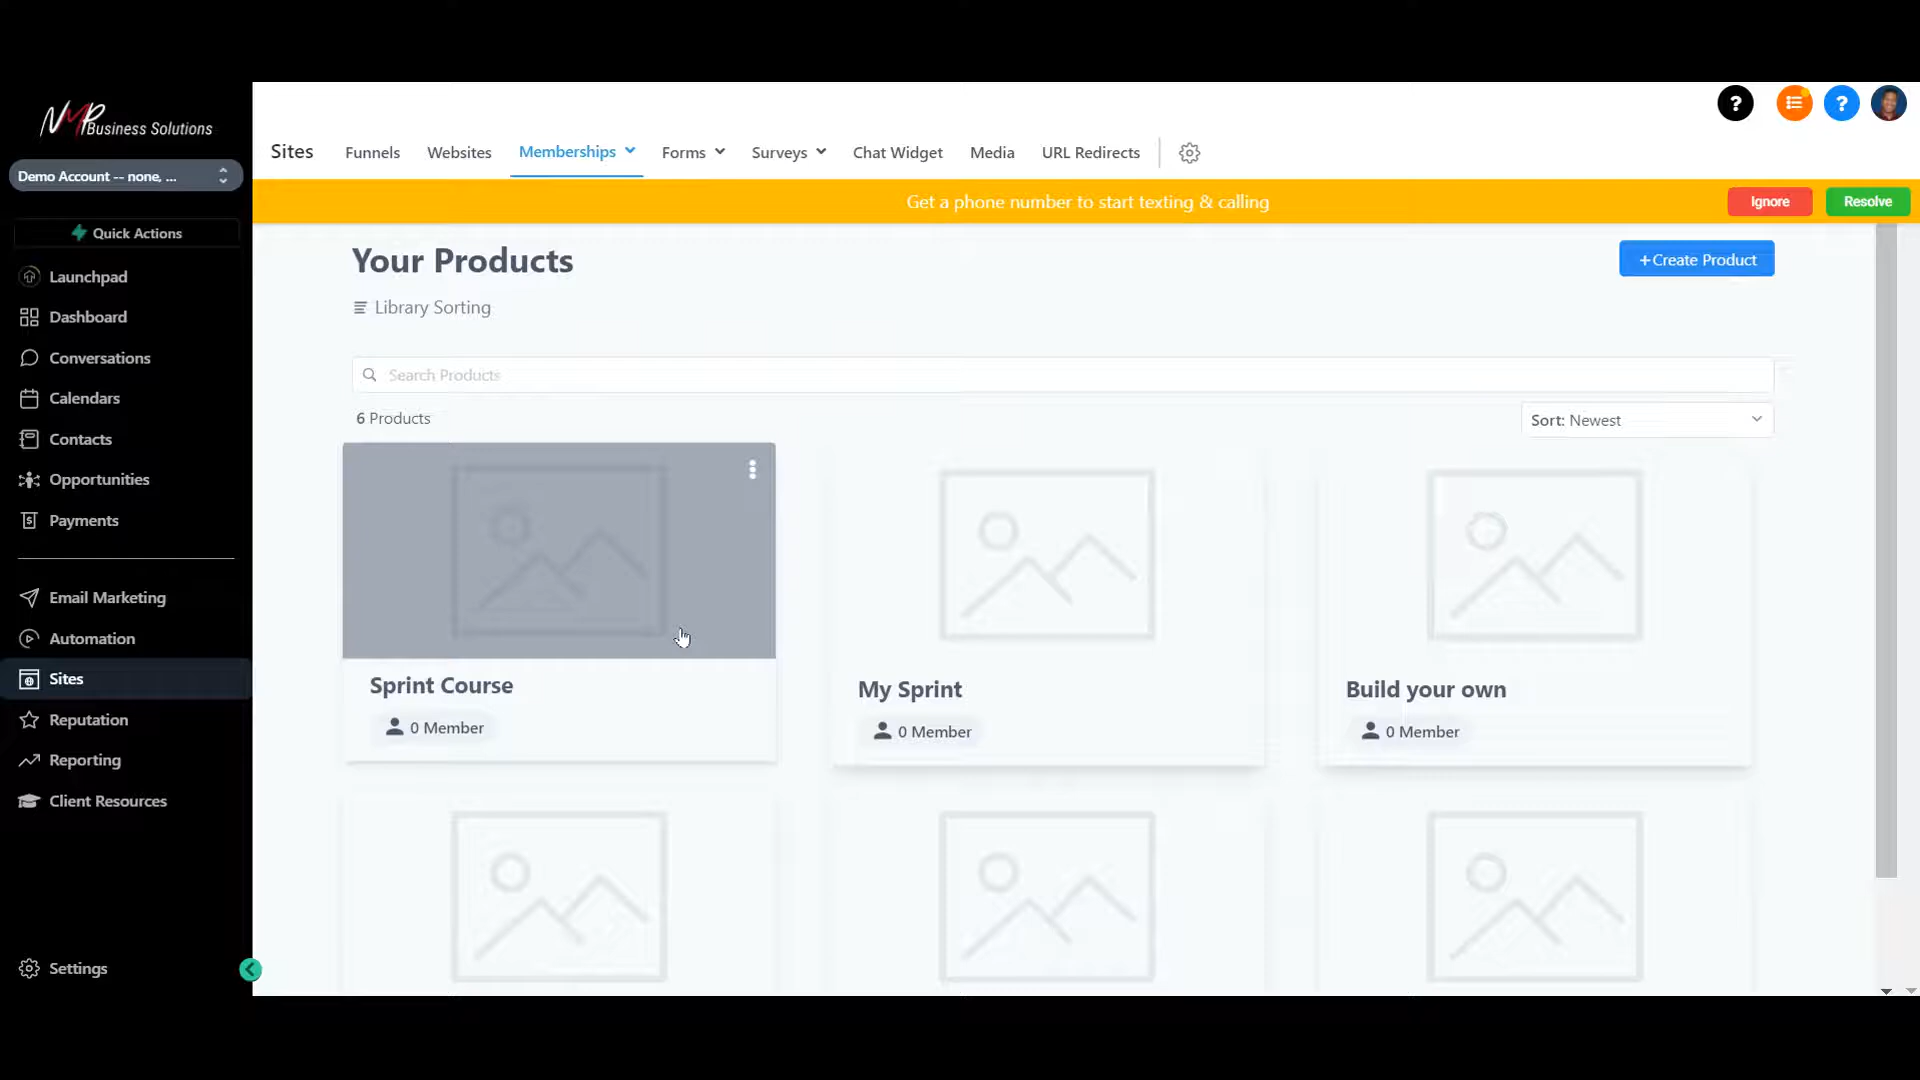 NMP Business Solutions
Demo Account -- none, ...
Quick Actions
Launchpad
Dashboard
Conversations
Calendars
Contacts
Opportunities
Payments
Email Marketing
Automation
Sites
Reputation
Reporting
Client Resources
Settings
Sites Funnels Websites Memberships Forms Surveys Chat Widget Media URL Redirects
? ?
Get a phone number to start texting & calling Ignore Resolve
Your Products
+ Create Product
Library Sorting
Search Products
6 Products
Sort: Newest
Sprint Course
0 Member
My Sprint
0 Member
Build your own
0 Member